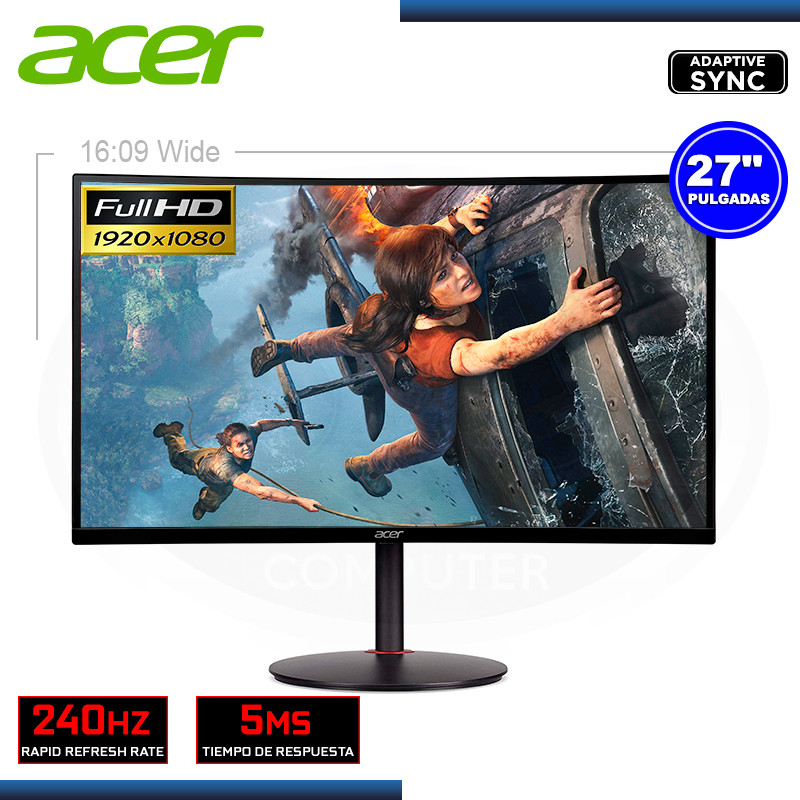 acer
ADAPTIVE
SYNC
16:09 Wide
27"
PULGADAS
Full HD
1920x1080
acer
COMPUTER
240HZ
RAPID REFRESH RATE
5MS
TIEMPO DE RESPUESTA